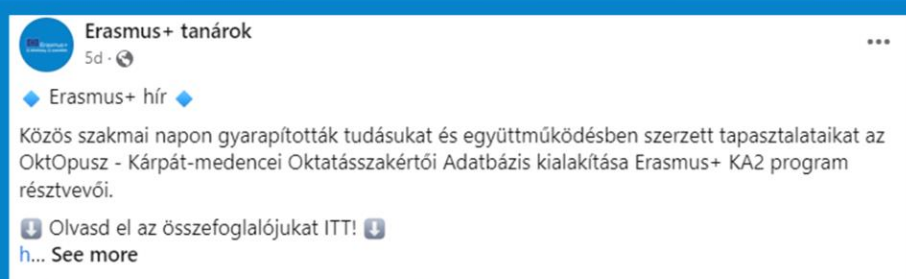 Erasmus+ tanárok
5d ·
Erasmus+ hír
Közös szakmai napon gyarapították tudásukat és együttműködésben szerzett tapasztalataikat az
OktOpusz - Kárpát-medencei Oktatásszakértői Adatbázis kialakítása Erasmus+ KA2 program
résztvevői.
Olvasd el az összefoglalójukat ITT!
h... See more